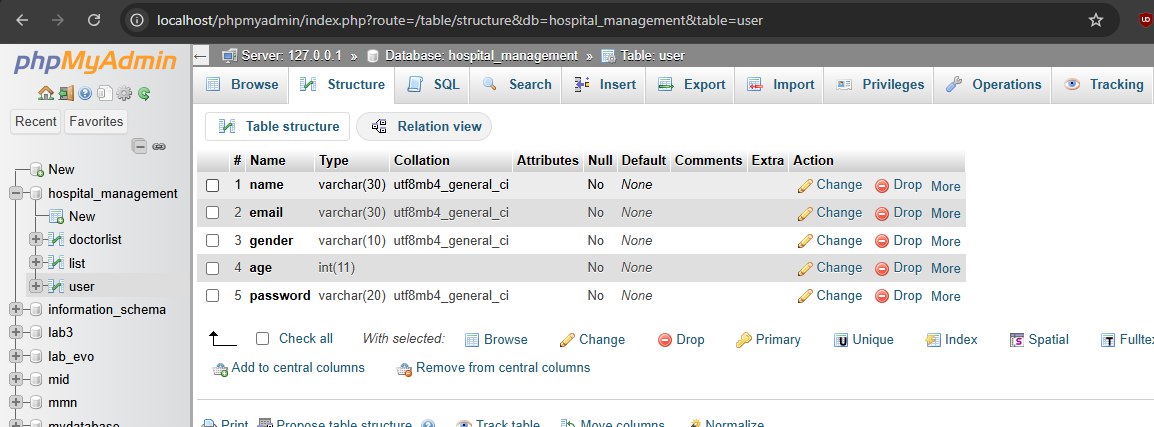 localhost/phpmyadmin/index.php?route=/table/structure&db=hospital_management&table=user
phpMyAdmin
Recent Favorites
New
hospital_management
New
doctorlist
list
user
information_schema
lab3
lab_evo
mid
mmn
mydatabase
Server: 127.0.0.1 » Database: hospital_management » Table: user
Browse Structure SQL Search Insert Export Import Privileges Operations Tracking
Table structure Relation view
# Name Type Collation Attributes Null Default Comments Extra Action
1 name varchar(30) utf8mb4_general_ci No None Change Drop More
2 email varchar(30) utf8mb4_general_ci No None Change Drop More
3 gender varchar(10) utf8mb4_general_ci No None Change Drop More
4 age int(11) No None Change Drop More
5 password varchar(20) utf8mb4_general_ci No None Change Drop More
Check all With selected: Browse Change Drop Primary Unique Index Spatial Fullte
Add to central columns Remove from central columns
Print Propose table structure Track table Move columns Normalize